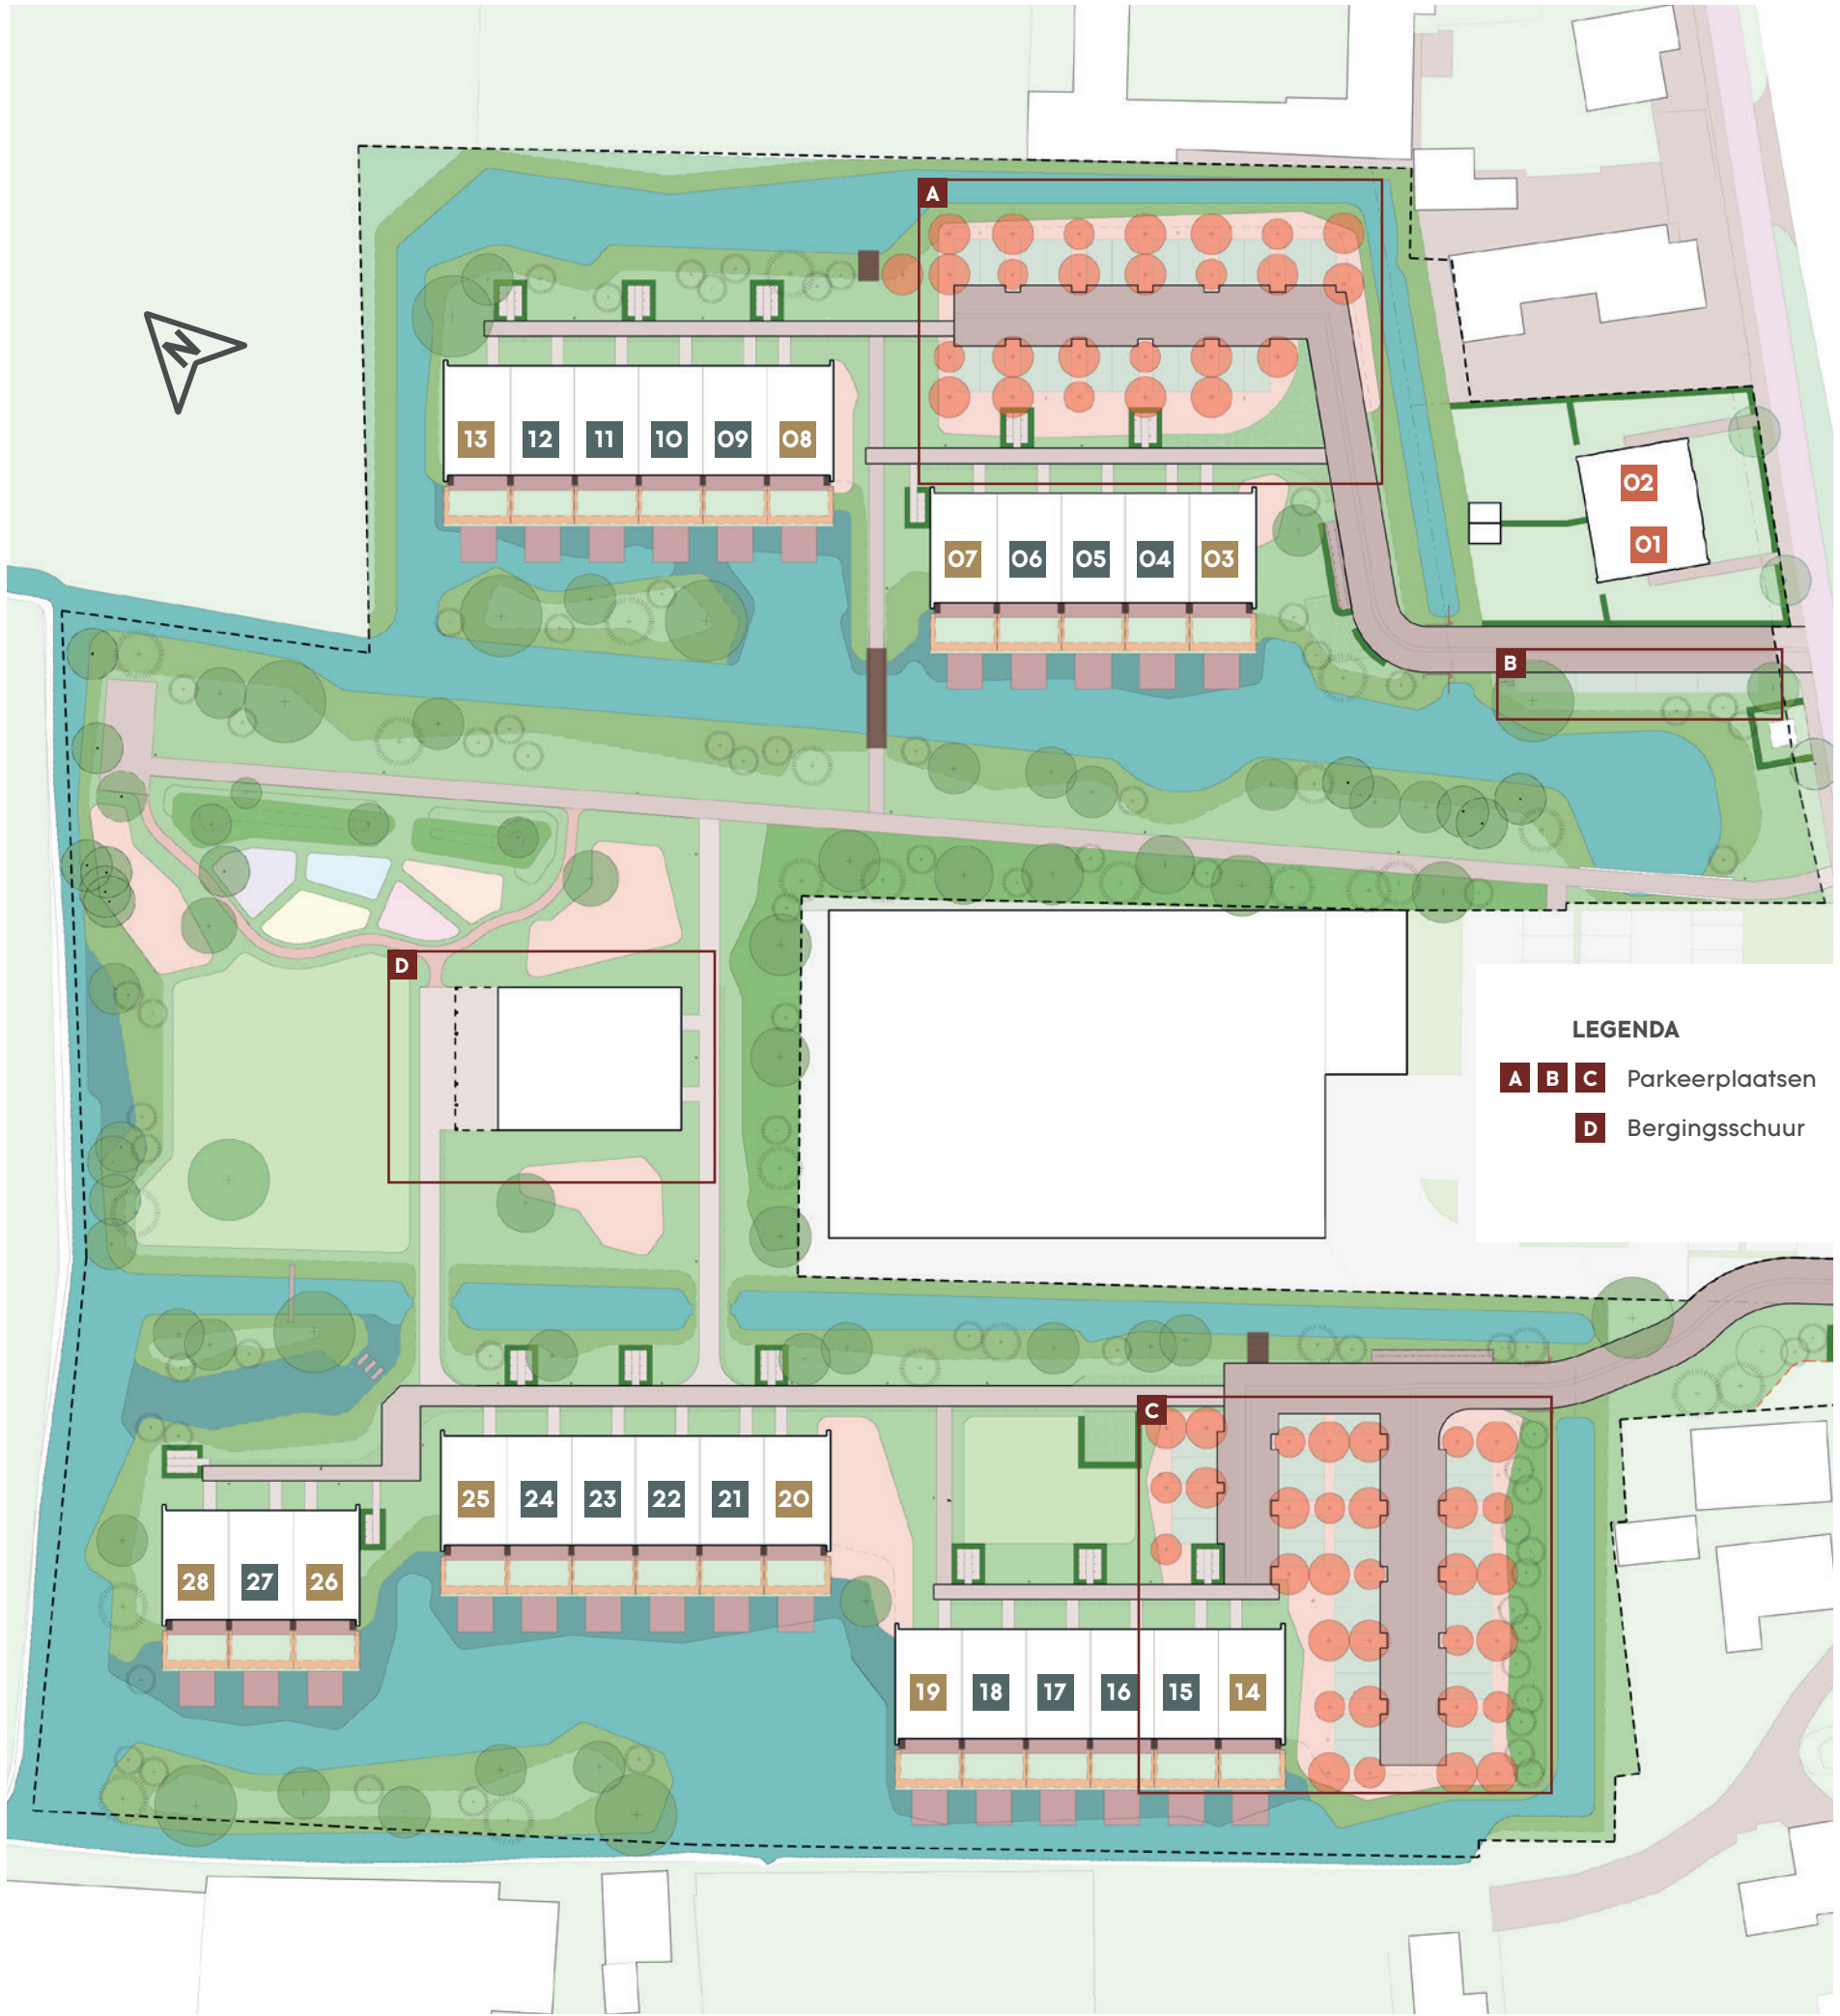 A
N
13 12 11 10 09 08
02
01
07 06 05 04 03
B
D
LEGENDA
A B C Parkeerplaatsen
D Bergingsschuur
C
25 24 23 22 21 20
28 27 26
19 18 17 16 15 14